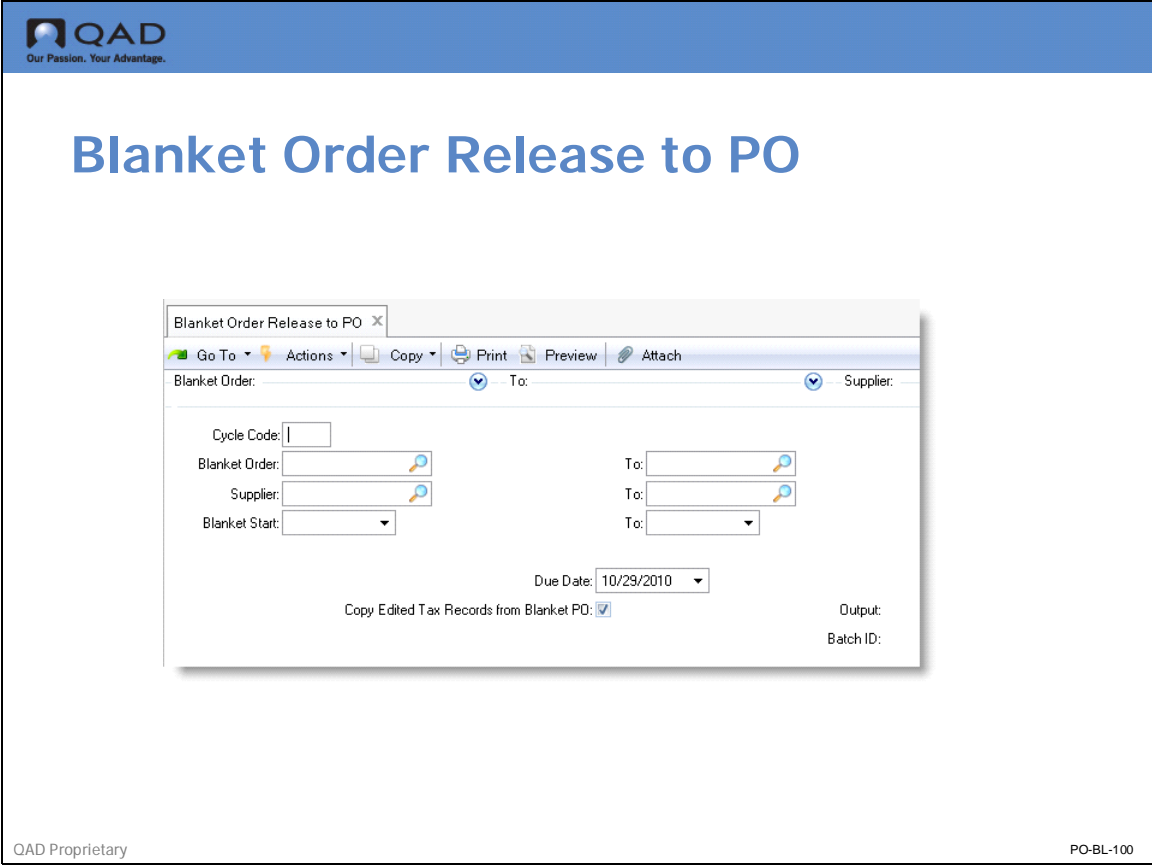 QAD
Our Passion. Your Advantage.
Blanket Order Release to PO
Blanket Order Release to PO
Go To Actions Copy Print Preview Attach
Blanket Order: To: Supplier:
Cycle Code:
Blanket Order: To:
Supplier: To:
Blanket Start: To:
Due Date: 10/29/2010
Copy Edited Tax Records from Blanket PO: Output:
Batch ID:
QAD Proprietary PO-BL-100